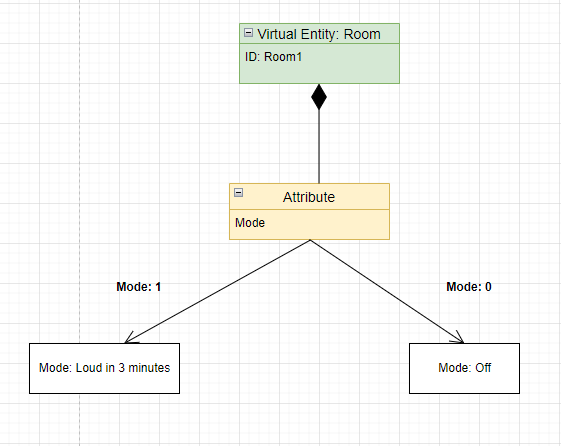 Virtual Entity: Room
ID: Room1
Attribute
Mode
Mode: 1
Mode: 0
Mode: Loud in 3 minutes
Mode: Off